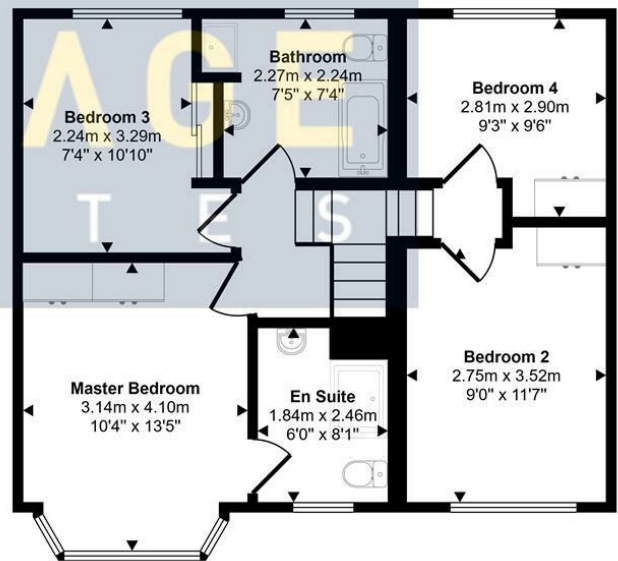 AGE
TES
Bedroom 3
2.24m x 3.29m
7'4" x 10'10"
Bathroom
2.27m x 2.24m
7'5" x 7'4"
Bedroom 4
2.81m x 2.90m
9'3" x 9'6"
Master Bedroom
3.14m x 4.10m
10'4" x 13'5"
En Suite
1.84m x 2.46m
6'0" x 8'1"
Bedroom 2
2.75m x 3.52m
9'0" x 11'7"